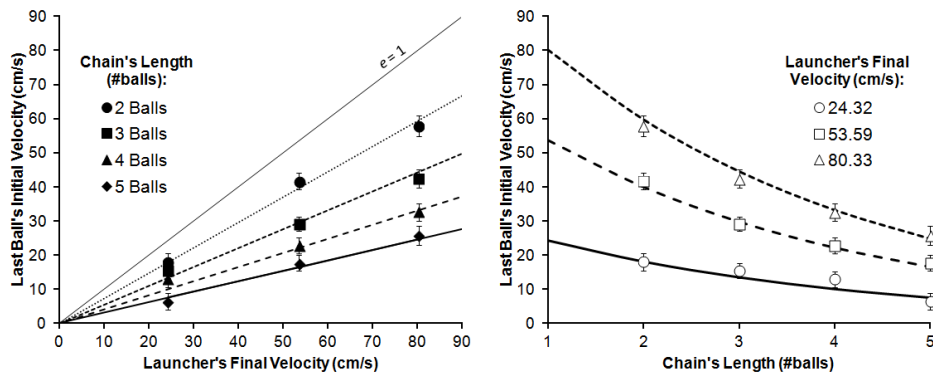 90
80
70
60
50
40
30
20
10
0
Last Ball's Initial Velocity (cm/s)
Chain's Length
(#balls):
2 Balls
3 Balls
4 Balls
5 Balls
e = 1
0 10 20 30 40 50 60 70 80 90
Launcher's Final Velocity (cm/s)
90
80
70
60
50
40
30
20
10
0
Last Ball's Initial Velocity (cm/s)
Launcher's Final
Velocity (cm/s):
24.32
53.59
80.33
1 2 3 4 5
Chain's Length (#balls)